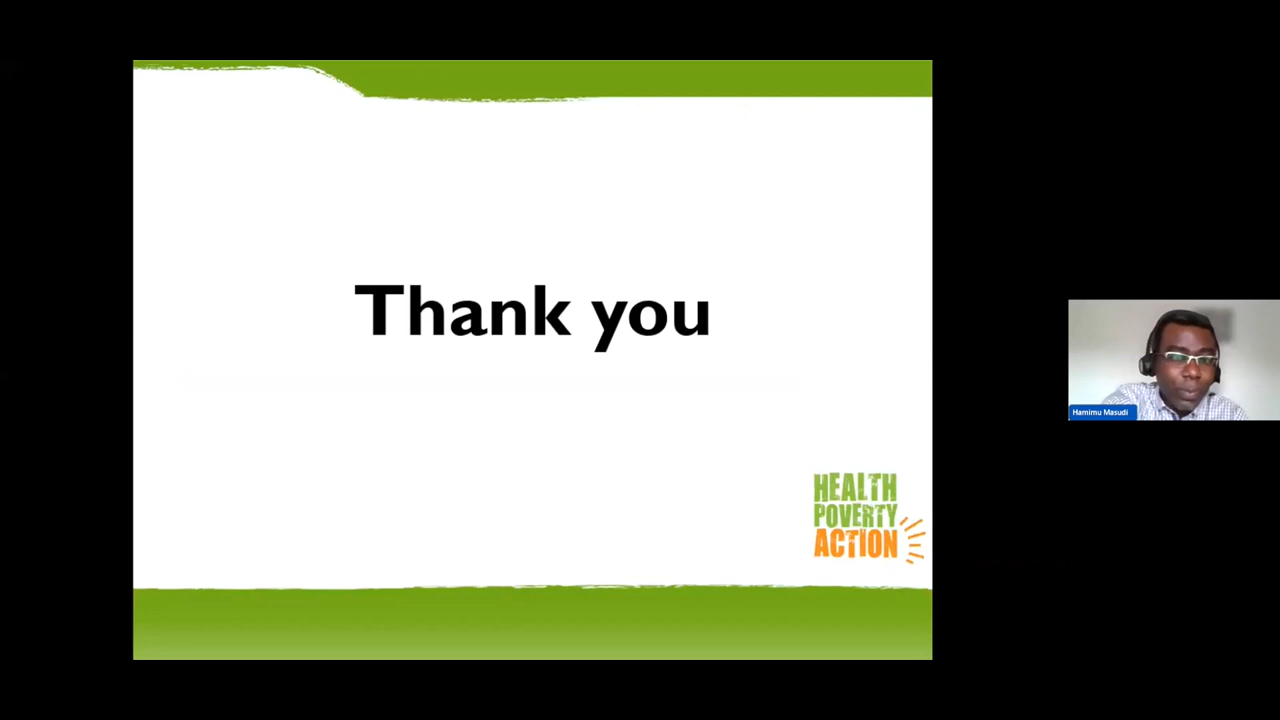 Thank you
HEALTH
POVERTY
ACTION
Hamimu Masudi